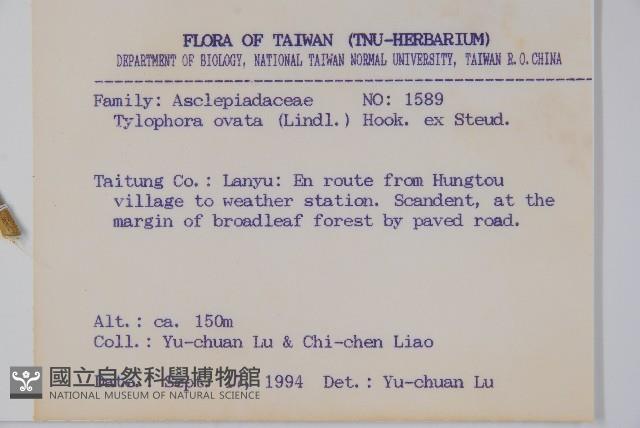 FLORA OF TAIWAN (TNU-HERBARIUM)
DEPARTMENT OF BIOLOGY, NATIONAL TAIWAN NORMAL UNIVERSITY, TAIWAN R.O.CHINA
Family: Asclepiadaceae NO: 1589
Tylophora ovata (Lindl.) Hook. ex Steud.
Taitung Co.: Lanyu: En route from Hungtou
village to weather station. Scandent, at the
margin of broadleaf forest by paved road.
Alt.: ca. 150m
Coll.: Yu-chuan Lu & Chi-chen Liao
Date: Sep. 1994 Det.: Yu-chuan Lu
國立自然科學博物館
NATIONAL MUSEUM OF NATURAL SCIENCE